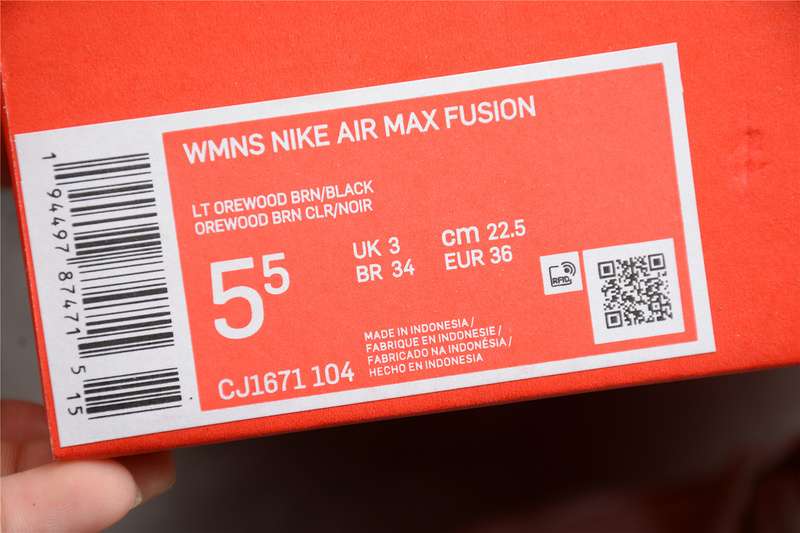 WMNS NIKE AIR MAX FUSION
LT OREWOOD BRN/BLACK
OREWOOD BRN CLR/NOIR
5⁵
UK 3 cm 22.5
BR 34 EUR 36
RFID
MADE IN INDONESIA /
FABRIQUE EN INDONESIE /
FABRICADO NA INDONÉSIA /
HECHO EN INDONESIA
CJ1671 104
1 94497 87471 5 15